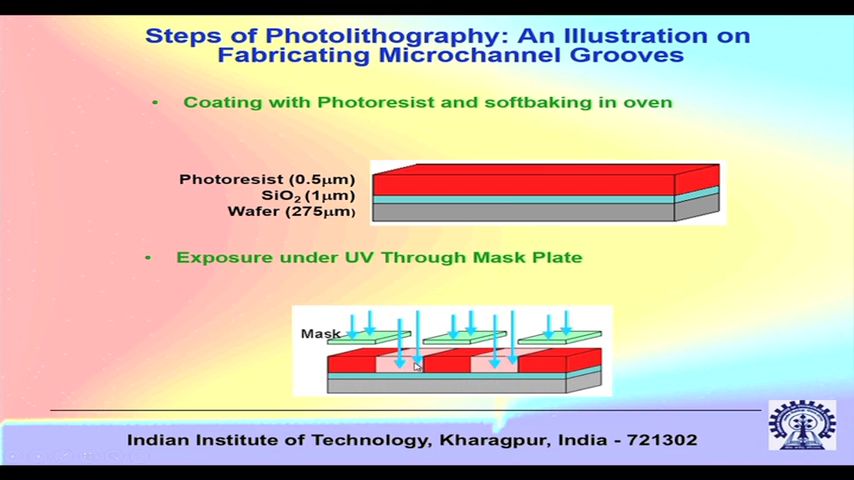 Steps of Photolithography: An Illustration on
Fabricating Microchannel Grooves
• Coating with Photoresist and softbaking in oven
Photoresist (0.5μm)
SiO₂ (1μm)
Wafer (275μm)
• Exposure under UV Through Mask Plate
Mask
Indian Institute of Technology, Kharagpur, India - 721302